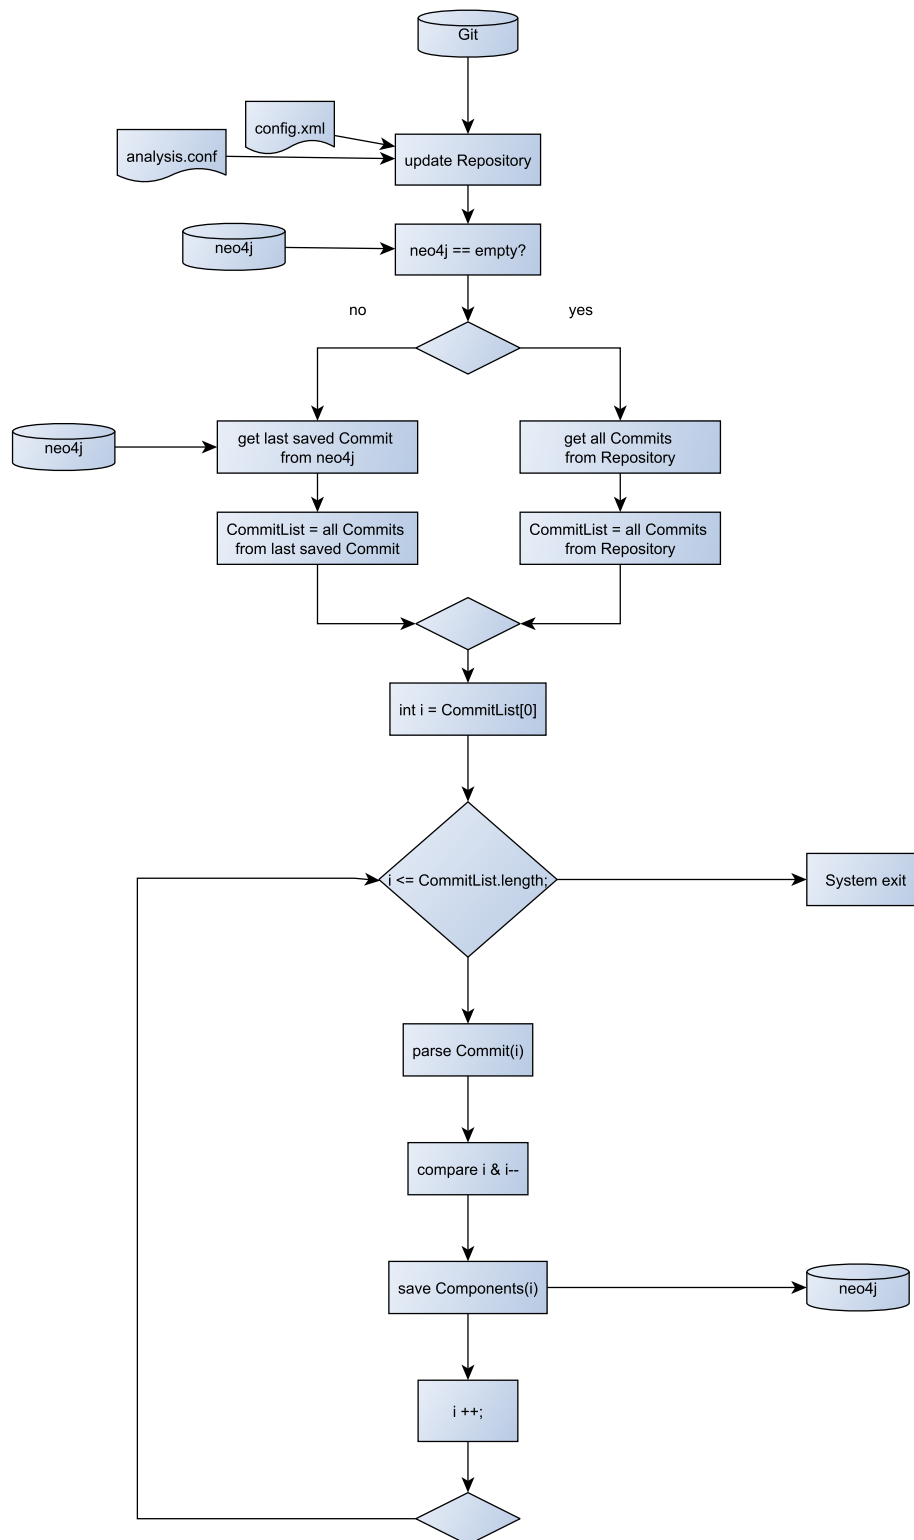 Git
config.xml
analysis.conf
update Repository
neo4j
neo4j == empty?
no
yes
neo4j
get last saved Commit
from neo4j
get all Commits
from Repository
CommitList = all Commits
from last saved Commit
CommitList = all Commits
from Repository
int i = CommitList[0]
i <= CommitList.length;
System exit
parse Commit(i)
compare i & i--
save Components(i)
neo4j
i ++;